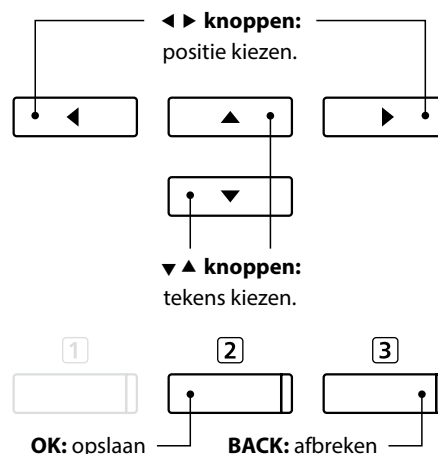 ◀ ▶ knoppen:
positie kiezen.
▼ ▲ knoppen:
tekens kiezen.
1 2 3
OK: opslaan BACK: afbreken